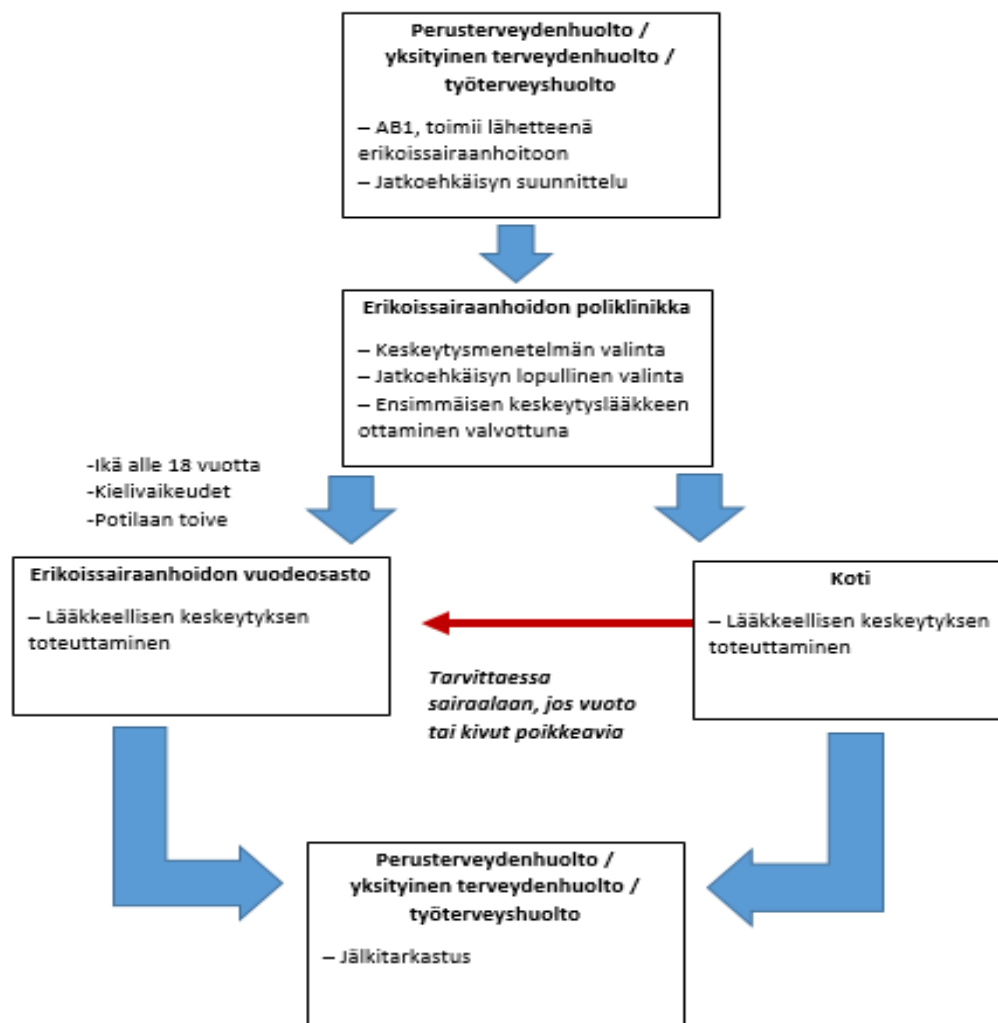 Perusterveydenhuolto /
yksityinen terveydenhuolto /
työterveyshuolto
– AB1, toimii lähetteenä
erikoissairaanhoitoon
– Jatkoehkäisyn suunnittelu
Erikoissairaanhoidon poliklinikka
– Keskeytysmenetelmän valinta
– Jatkoehkäisyn lopullinen valinta
– Ensimmäisen keskeytyslääkkeen
ottaminen valvottuna
-Ikä alle 18 vuotta
-Kielivaikeudet
-Potilaan toive
Erikoissairaanhoidon vuodeosasto
– Lääkkeellisen keskeytyksen
toteuttaminen
Koti
– Lääkkeellisen keskeytyksen
toteuttaminen
Tarvittaessa
sairaalaan, jos vuoto
tai kivut poikkeavia
Perusterveydenhuolto /
yksityinen terveydenhuolto /
työterveyshuolto
– Jälkitarkastus